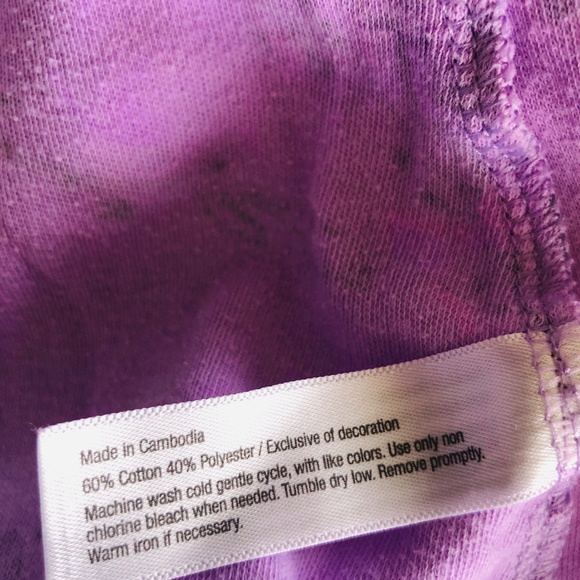 Made in Cambodia
60% Cotton 40% Polyester / Exclusive of decoration
Machine wash cold gentle cycle, with like colors. Use only non
chlorine bleach when needed. Tumble dry low. Remove promptly.
Warm iron if necessary.